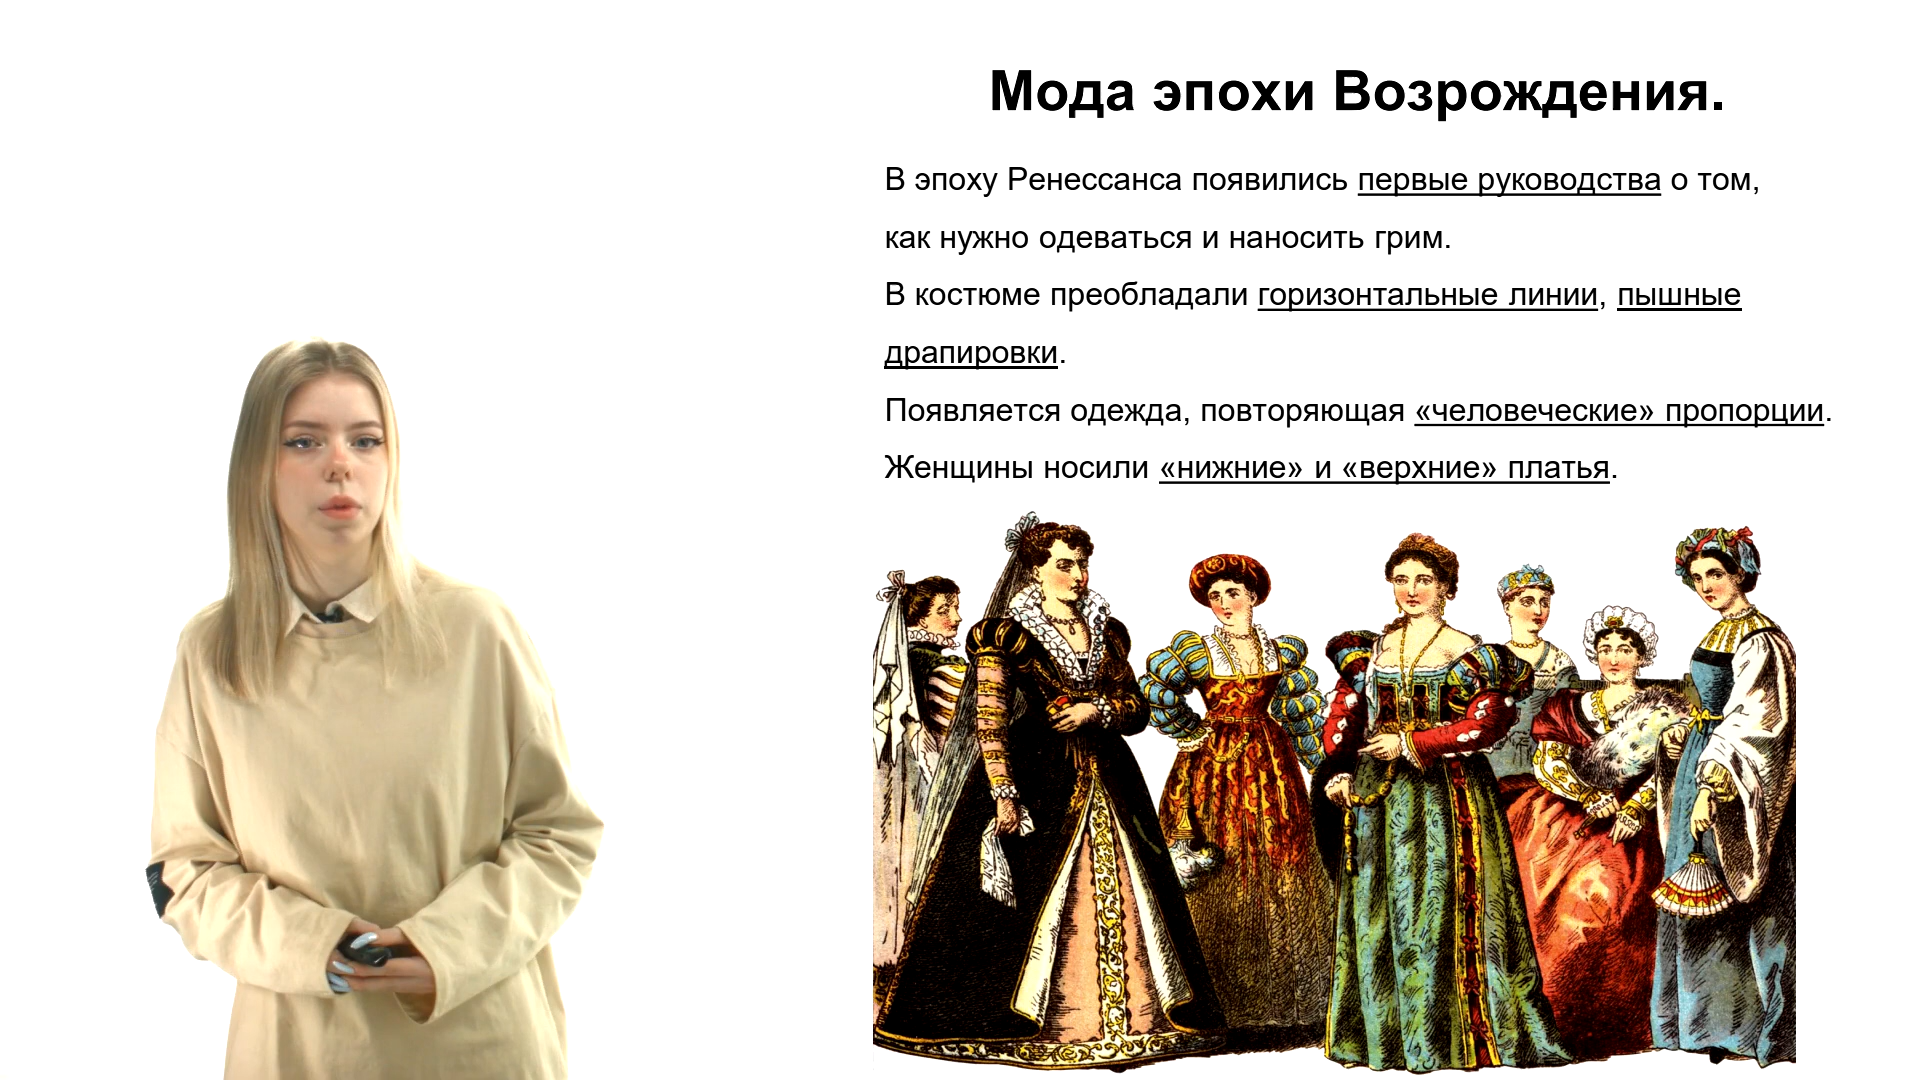 Мода эпохи Возрождения.
В эпоху Ренессанса появились первые руководства о том,
как нужно одеваться и наносить грим.
В костюме преобладали горизонтальные линии, пышные
драпировки.
Появляется одежда, повторяющая «человеческие» пропорции.
Женщины носили «нижние» и «верхние» платья.